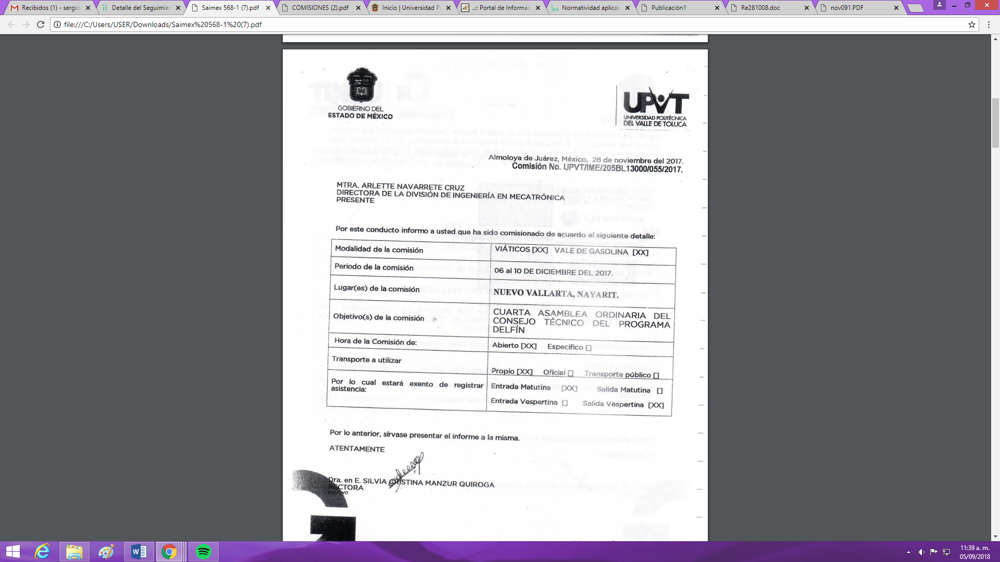 Recibidos (1) - sergio
Detalle del Seguimien
Saimex 568-1 (7).pdf
COMISIONES (2).pdf
Inicio | Universidad Po
..:: Portal de Informac
Normatividad aplicab
Publicación1
Re281008.doc
nov091.PDF
file:///C:/Users/USER/Downloads/Saimex%20568-1%20(7).pdf
GOBIERNO DEL
ESTADO DE MÉXICO
UPVT
UNIVERSIDAD POLITÉCNICA
DEL VALLE DE TOLUCA
Almoloya de Juárez, México, 28 de noviembre del 2017.
Comisión No. UPVT/IME/205BL13000/055/2017.
MTRA. ARLETTE NAVARRETE CRUZ
DIRECTORA DE LA DIVISIÓN DE INGENIERÍA EN MECATRÓNICA
PRESENTE
Por este conducto informo a usted que ha sido comisionado de acuerdo al siguiente detalle:
Modalidad de la comisión
VIÁTICOS [XX] VALE DE GASOLINA [XX]
Periodo de la comisión
06 al 10 DE DICIEMBRE DEL 2017.
Lugar(es) de la comisión
NUEVO VALLARTA, NAYARIT.
Objetivo(s) de la comisión
CUARTA ASAMBLEA ORDINARIA DEL
CONSEJO TÉCNICO DEL PROGRAMA
DELFÍN
Hora de la Comisión de:
Abierto [XX] Especifico []
Transporte a utilizar
Propio [XX] Oficial [] Transporte público []
Por lo cual estará exento de registrar
asistencia:
Entrada Matutina [XX] Salida Matutina []
Entrada Vespertina [] Salida Vespertina [XX]
Por lo anterior, sírvase presentar el informe a la misma.
ATENTAMENTE
Dra. en E. SILVIA CRISTINA MANZUR QUIROGA
RECTORA
ARCHIVO
11:39 a. m.
05/09/2018